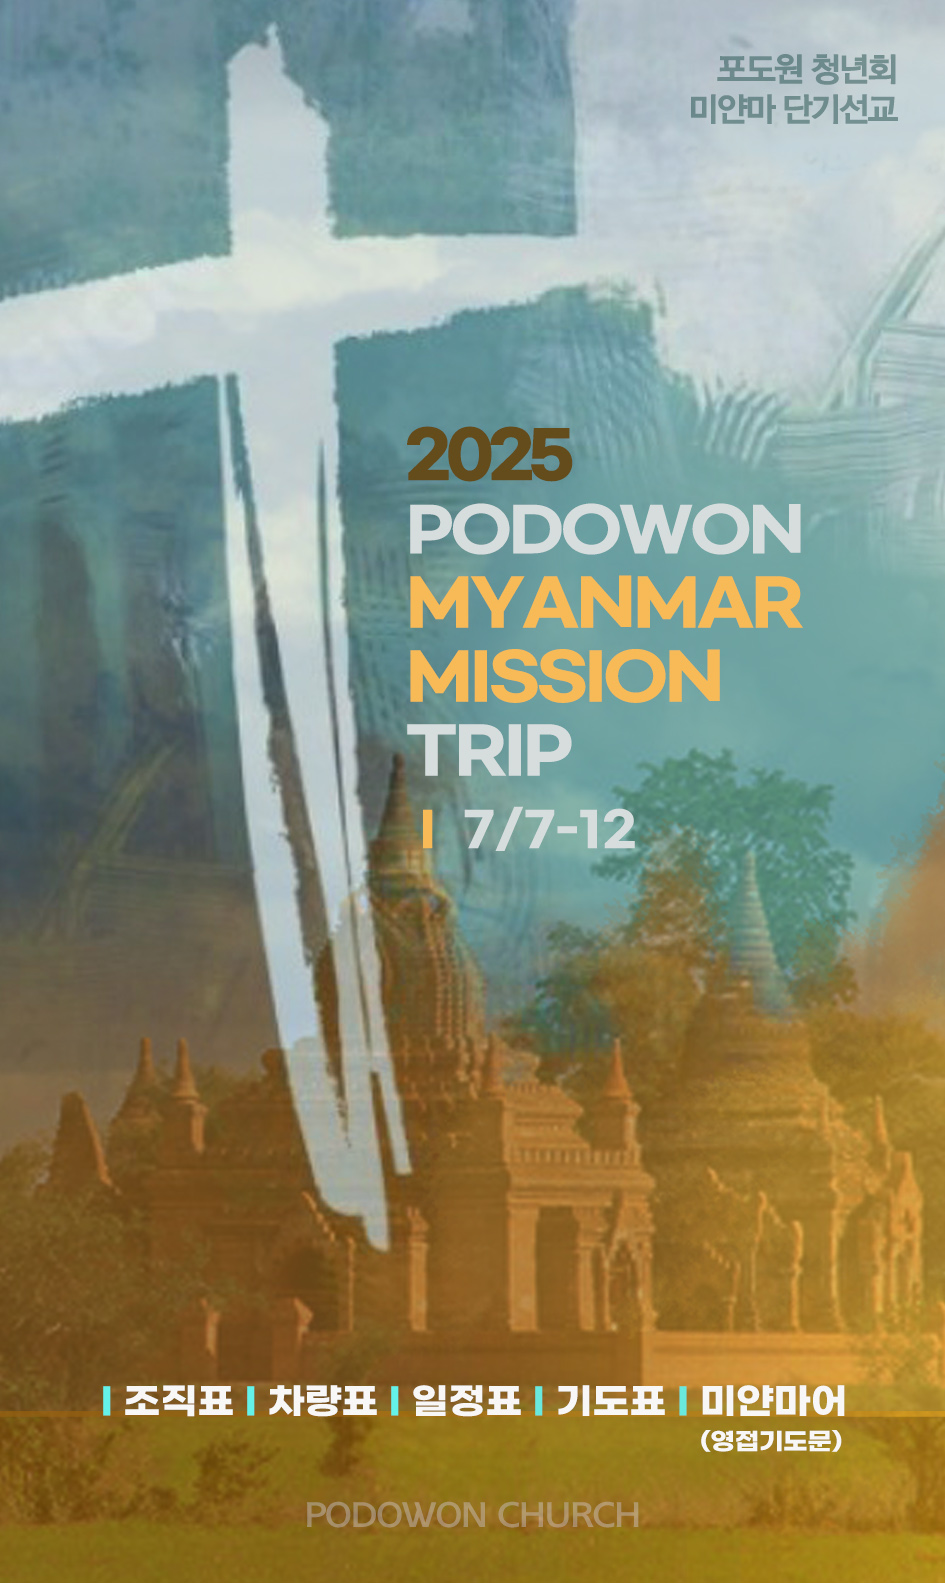 포도원 청년회
미얀마 단기선교
2025
PODOWON
MYANMAR
MISSION
TRIP
| 7/7-12
| 조직표 | 차량표 | 일정표 | 기도표 | 미얀마어
(영접기도문)
PODOWON CHURCH